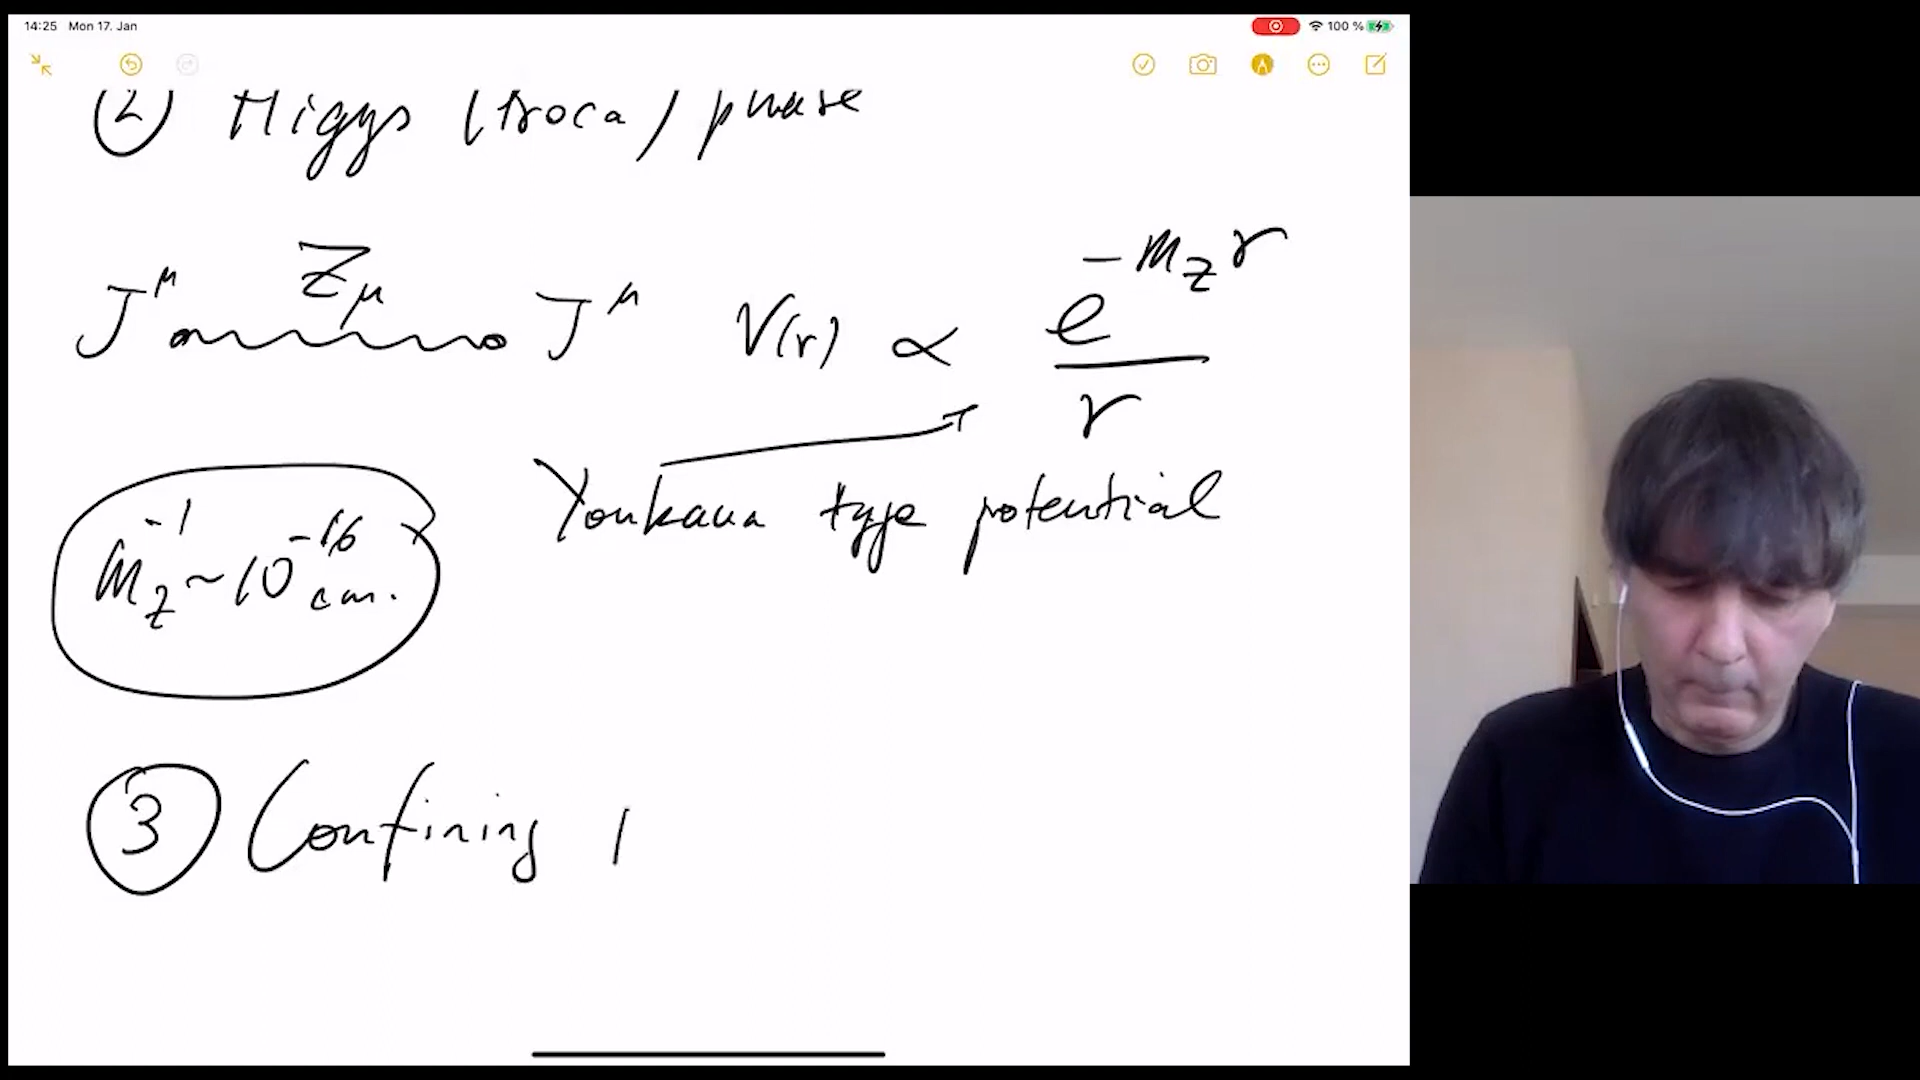 14:25 Mon 17. Jan 100 %
② Higgs (Proca) phase
J^μ Z_μ J^μ V(r) ∝ e^{-m_Z r} / r
Youkawa type potential
m_Z^{-1} ~ 10^{-16} cm.
③ Confining